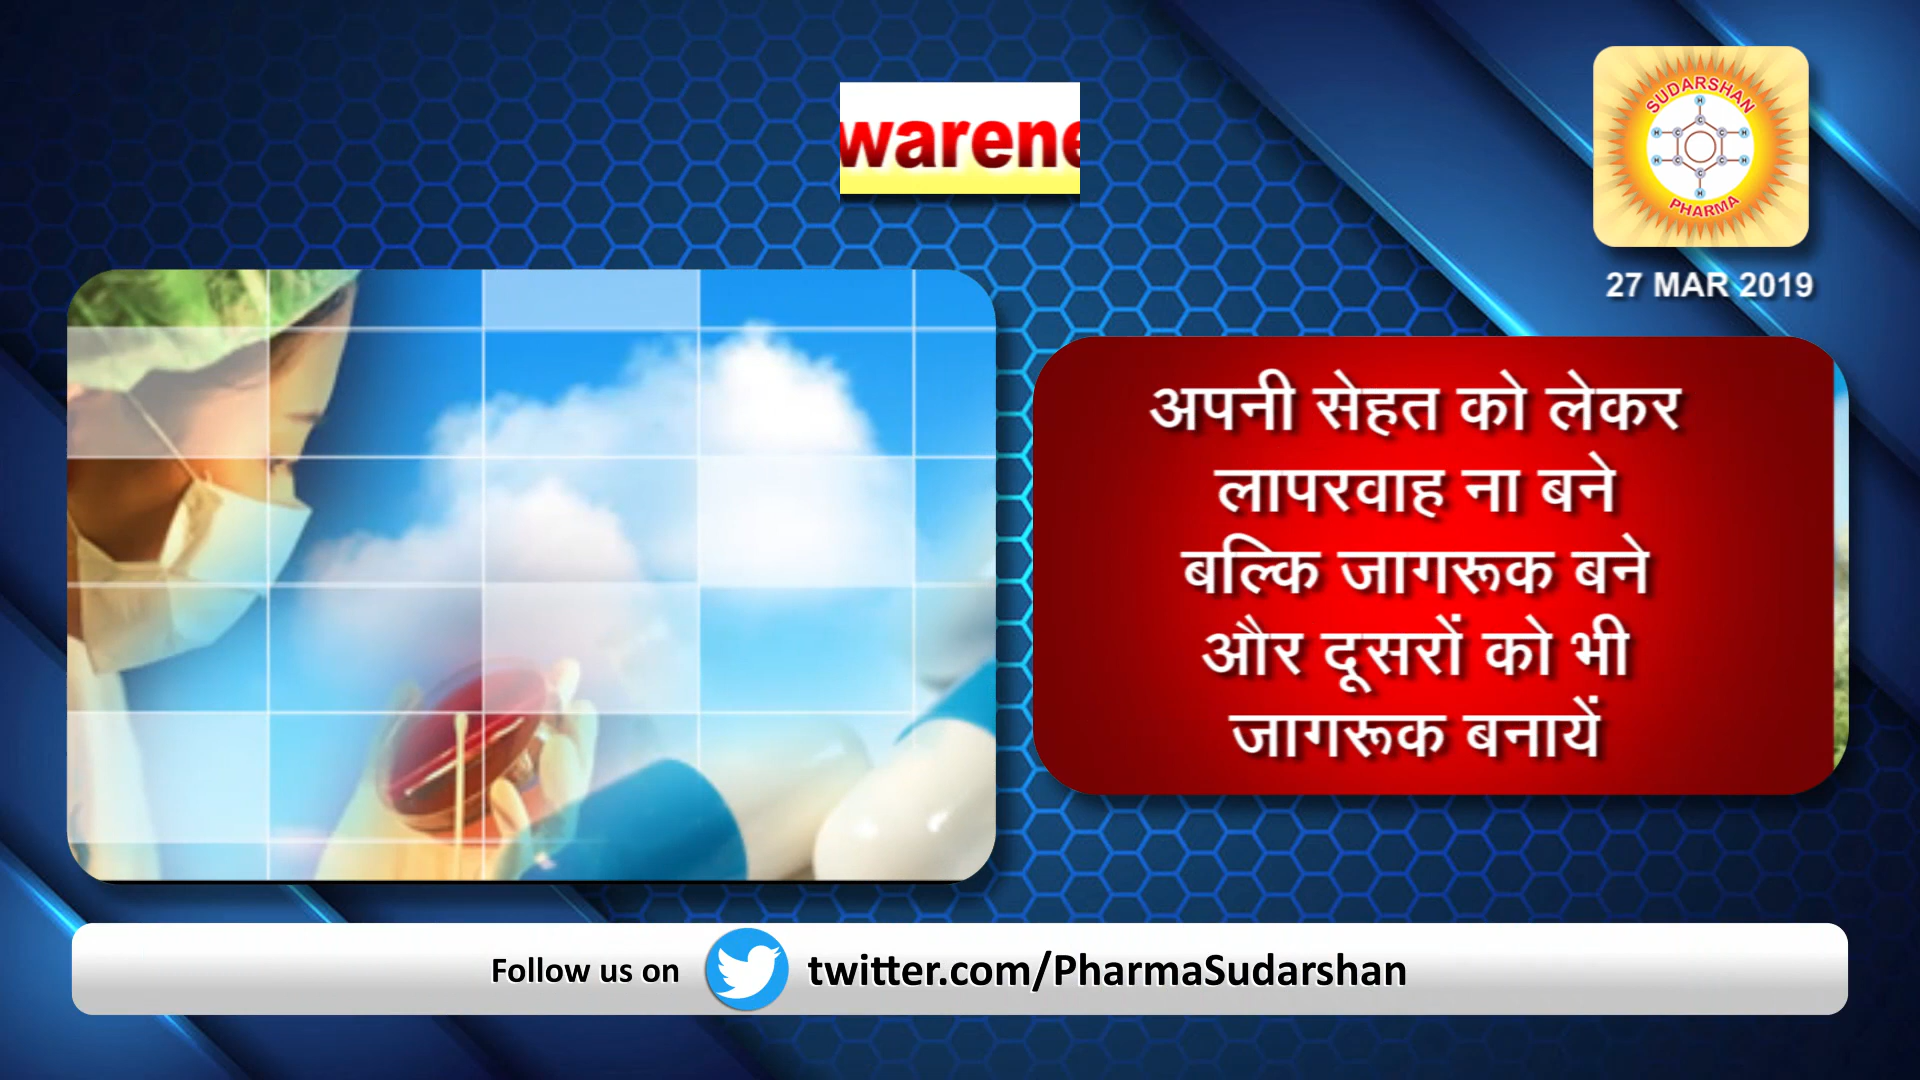 warene
SUDARSHAN
PHARMA
27 MAR 2019
अपनी सेहत को लेकर
लापरवाह ना बने
बल्कि जागरूक बने
और दूसरों को भी
जागरूक बनायें
Follow us on twitter.com/PharmaSudarshan